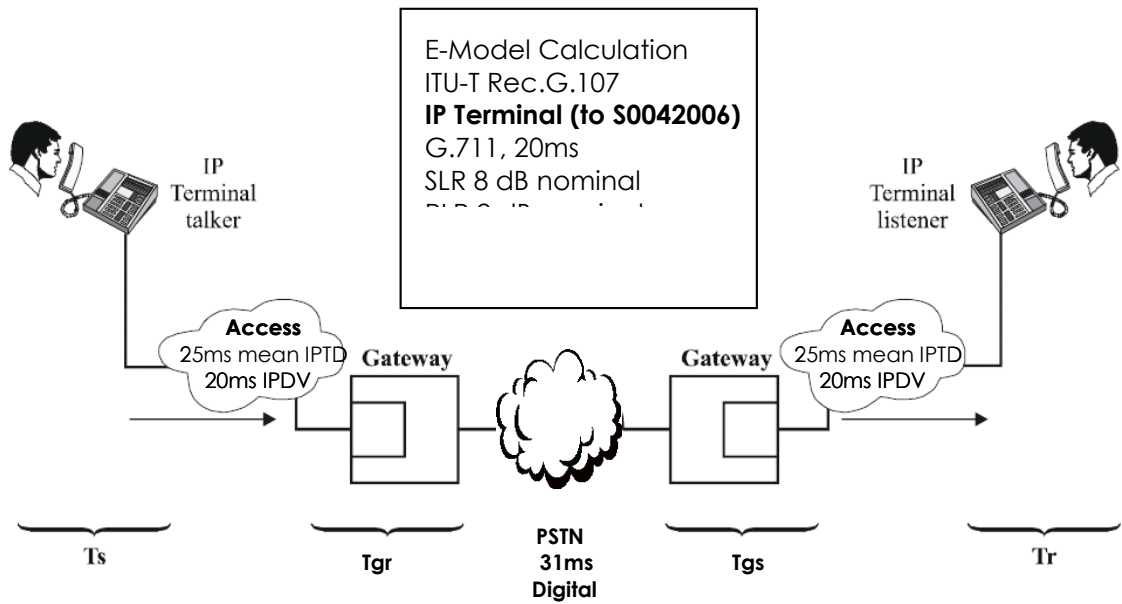 E-Model Calculation
ITU-T Rec.G.107
IP Terminal (to S0042006)
G.711, 20ms
SLR 8 dB nominal
IP
Terminal
talker
IP
Terminal
listener
Access
25ms mean IPTD
20ms IPDV
Gateway
Gateway
Access
25ms mean IPTD
20ms IPDV
Ts
Tgr
PSTN
31ms
Digital
Tgs
Tr